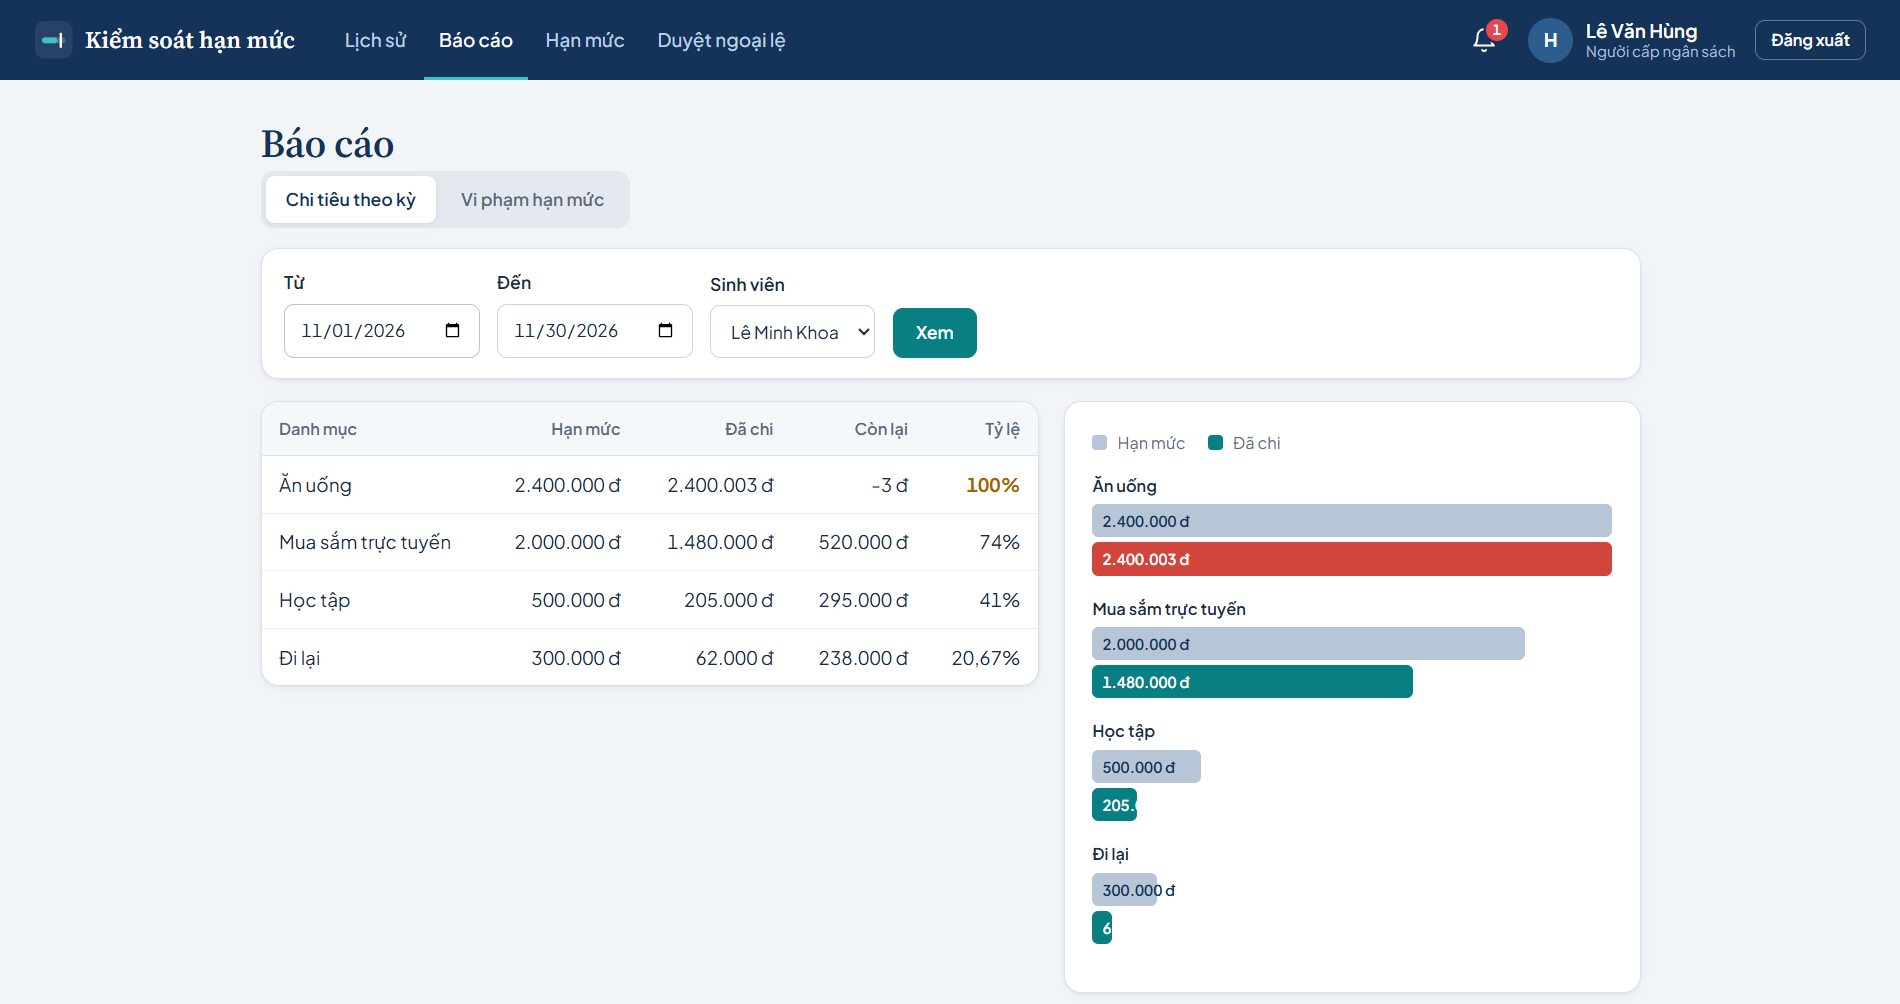 Kiểm soát hạn mức
Lịch sử
Báo cáo
Hạn mức
Duyệt ngoại lệ
1
H
Lê Văn Hùng
Người cấp ngân sách
Đăng xuất
Báo cáo
Chi tiêu theo kỳ
Vi phạm hạn mức
Từ
Đến
Sinh viên
11/01/2026
11/30/2026
Lê Minh Khoa
Xem
Danh mục Hạn mức Đã chi Còn lại Tỷ lệ
Ăn uống 2.400.000 đ 2.400.003 đ -3 đ 100%
Mua sắm trực tuyến 2.000.000 đ 1.480.000 đ 520.000 đ 74%
Học tập 500.000 đ 205.000 đ 295.000 đ 41%
Đi lại 300.000 đ 62.000 đ 238.000 đ 20,67%
Hạn mức
Đã chi
Ăn uống
2.400.000 đ
2.400.003 đ
Mua sắm trực tuyến
2.000.000 đ
1.480.000 đ
Học tập
500.000 đ
205.
Đi lại
300.000 đ
6